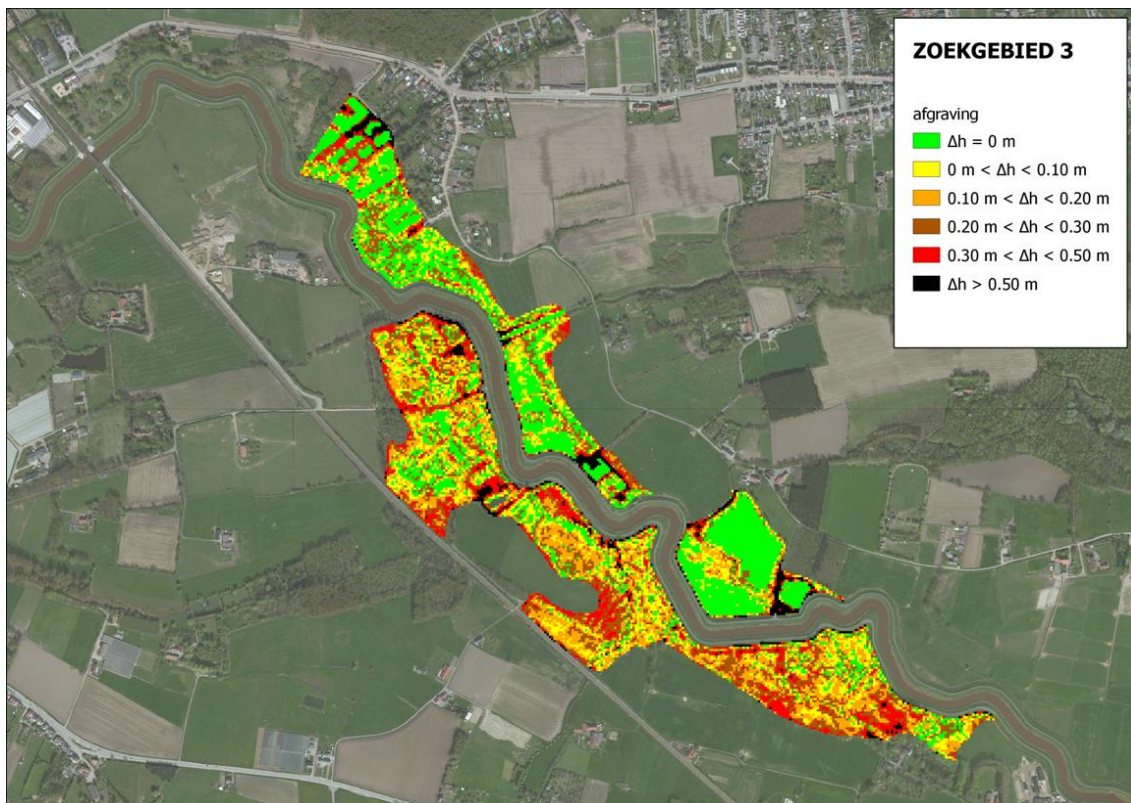 ZOEKGEBIED 3
afgraving
Δh = 0 m
0 m < Δh < 0.10 m
0.10 m < Δh < 0.20 m
0.20 m < Δh < 0.30 m
0.30 m < Δh < 0.50 m
Δh > 0.50 m